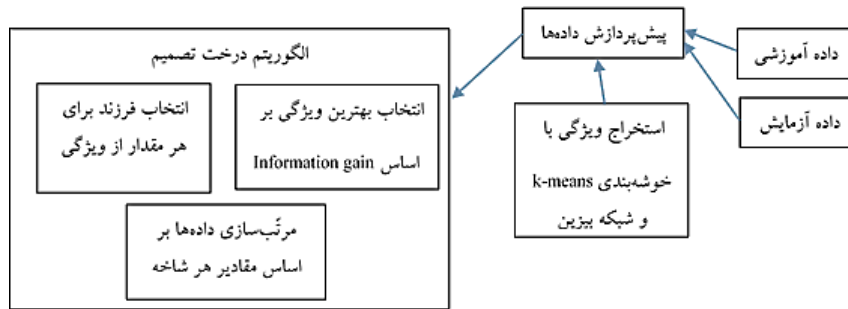 داده آموزشی
داده آزمایش
پیش‌پردازش داده‌ها
استخراج ویژگی با
خوشه‌بندی k-means
و شبکه بیزین
الگوریتم درخت تصمیم
انتخاب بهترین ویژگی بر
اساس Information gain
انتخاب فرزند برای
هر مقدار از ویژگی
مرتّب‌سازی داده‌ها بر
اساس مقادیر هر شاخه